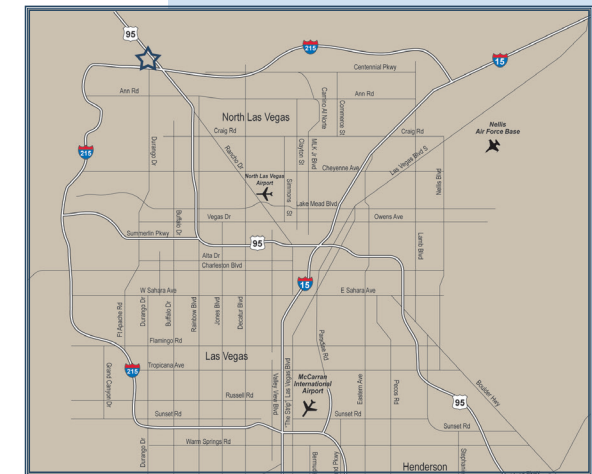 95
215
15
Centennial Pkwy
Ann Rd
Ann Rd
Camino Al Norte
Commerce St
North Las Vegas
Nellis
Air Force Base
Craig Rd
Craig Rd
Durango Dr
Rancho Dr
Clayton St
MLK Jr Blvd
Las Vegas Blvd S.
215
Cheyenne Ave
North Las Vegas
Airport
Simmons St
Nellis Blvd
Lake Mead Blvd
Buffalo Dr
Vegas Dr
Owens Ave
Summerlin Pkwy
95
Lamb Blvd
Alta Dr
Charleston Blvd
15
W Sahara Ave
E Sahara Ave
Ft Apache Rd
Durango Dr
Buffalo Dr
Rainbow Blvd
Jones Blvd
Decatur Blvd
Paradise Rd
Flamingo Rd
Las Vegas
215
Tropicana Ave
Grand Canyon Dr
Valley View Blvd
"The Strip" Las Vegas Blvd
McCarran
International
Airport
Eastern Ave
Pecos Rd
Boulder Hwy
Russell Rd
95
Sunset Rd
Sunset Rd
Sunset Rd
Durango Dr
Warm Springs Rd
Henderson